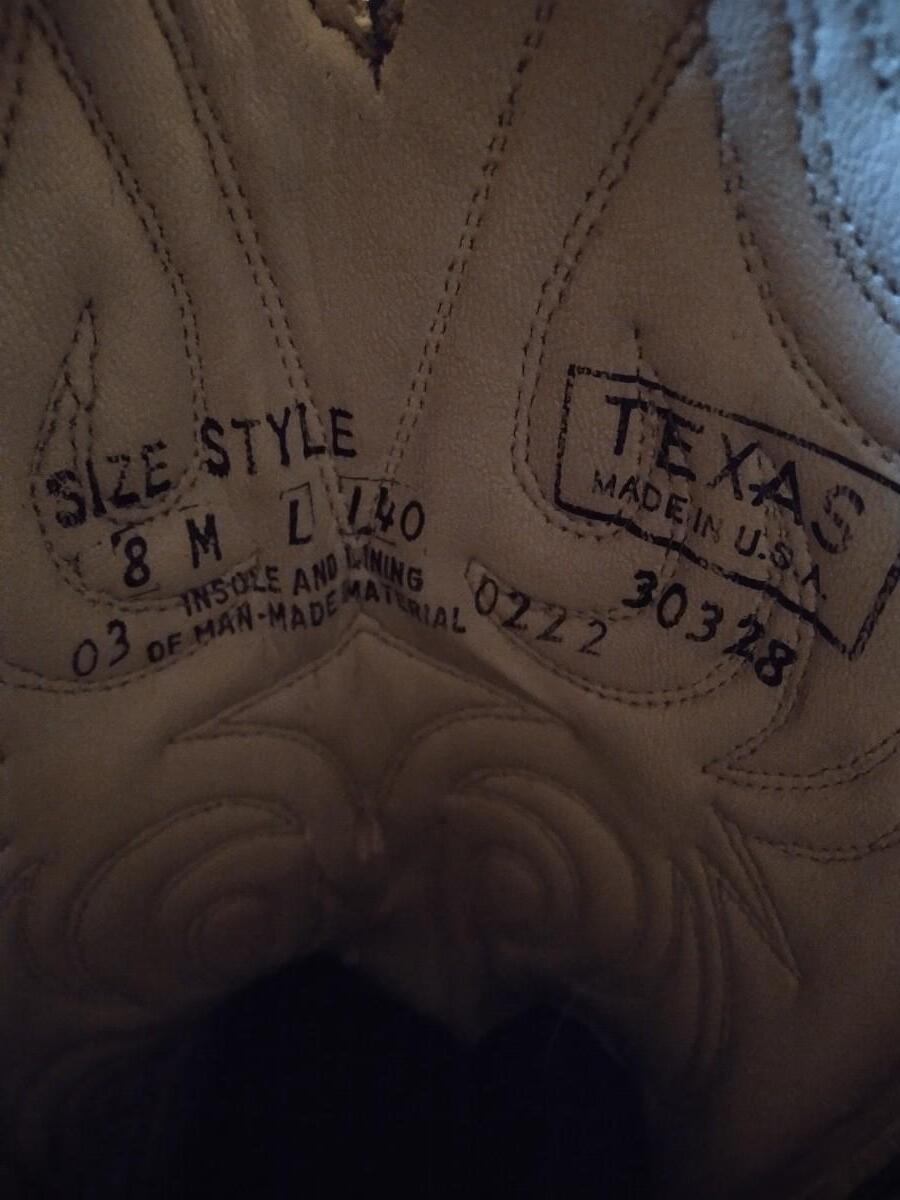 SIZE STYLE
8 M L 140
INSOLE AND LINING
OF MAN-MADE MATERIAL
03
0222
TEXAS
MADE IN U.S.A.
30328